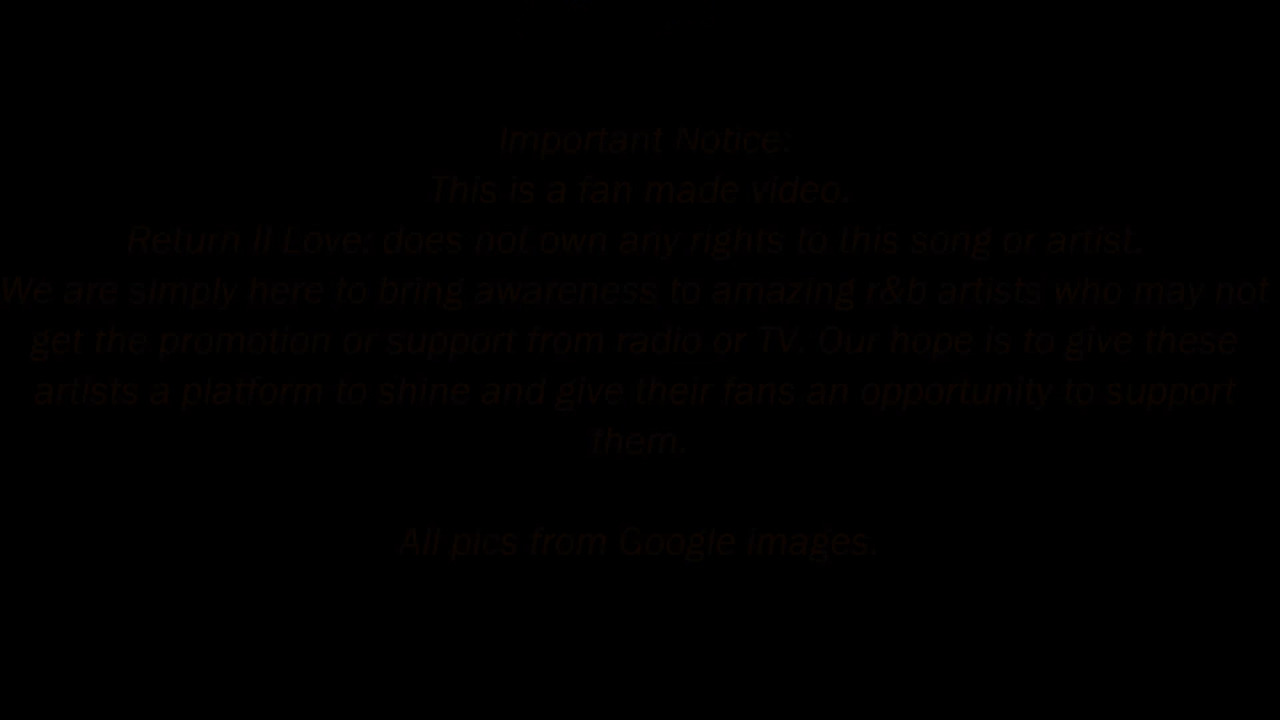 Important Notice:
This is a fan made video.
Return II Love: does not own any rights to this song or artist.
We are simply here to bring awareness to amazing r&b artists who may not
get the promotion or support from radio or TV. Our hope is to give these
artists a platform to shine and give their fans an opportunity to support
them.
All pics from Google images.